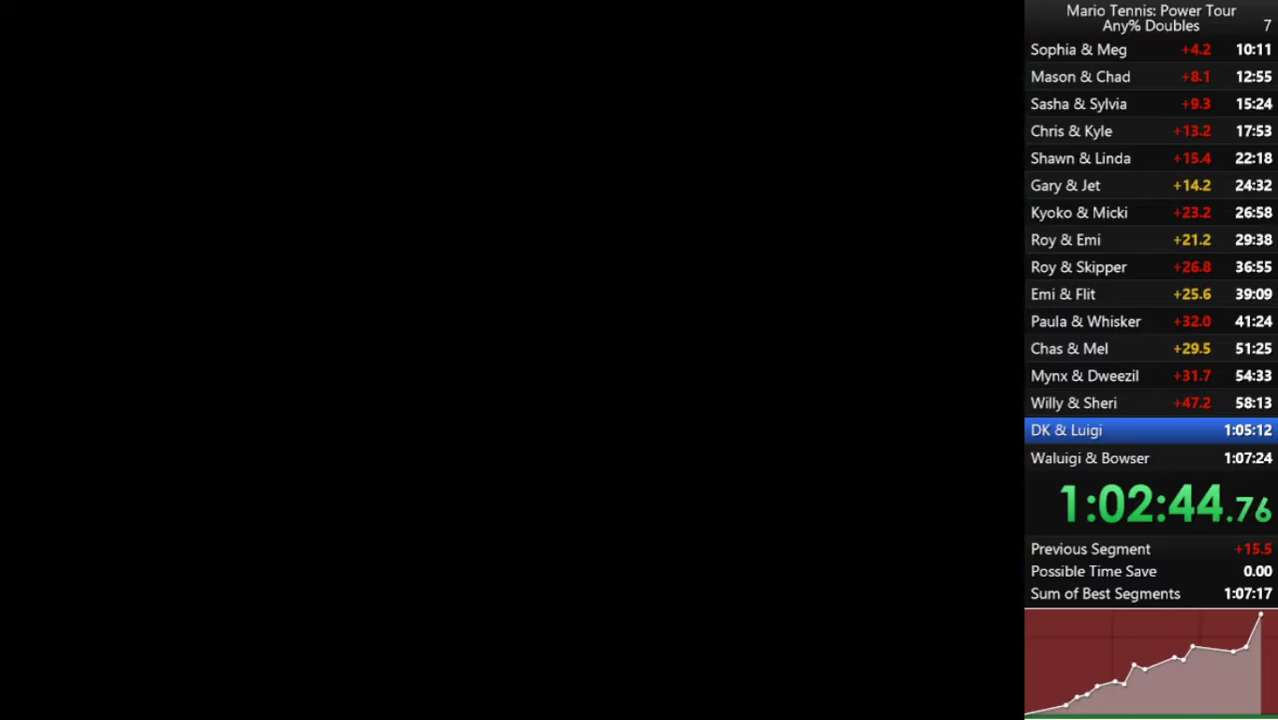 Mario Tennis: Power Tour
Any% Doubles 7
Sophia & Meg +4.2 10:11
Mason & Chad +8.1 12:55
Sasha & Sylvia +9.3 15:24
Chris & Kyle +13.2 17:53
Shawn & Linda +15.4 22:18
Gary & Jet +14.2 24:32
Kyoko & Micki +23.2 26:58
Roy & Emi +21.2 29:38
Roy & Skipper +26.8 36:55
Emi & Flit +25.6 39:09
Paula & Whisker +32.0 41:24
Chas & Mel +29.5 51:25
Mynx & Dweezil +31.7 54:33
Willy & Sheri +47.2 58:13
DK & Luigi 1:05:12
Waluigi & Bowser 1:07:24
1:02:44.76
Previous Segment +15.5
Possible Time Save 0.00
Sum of Best Segments 1:07:17